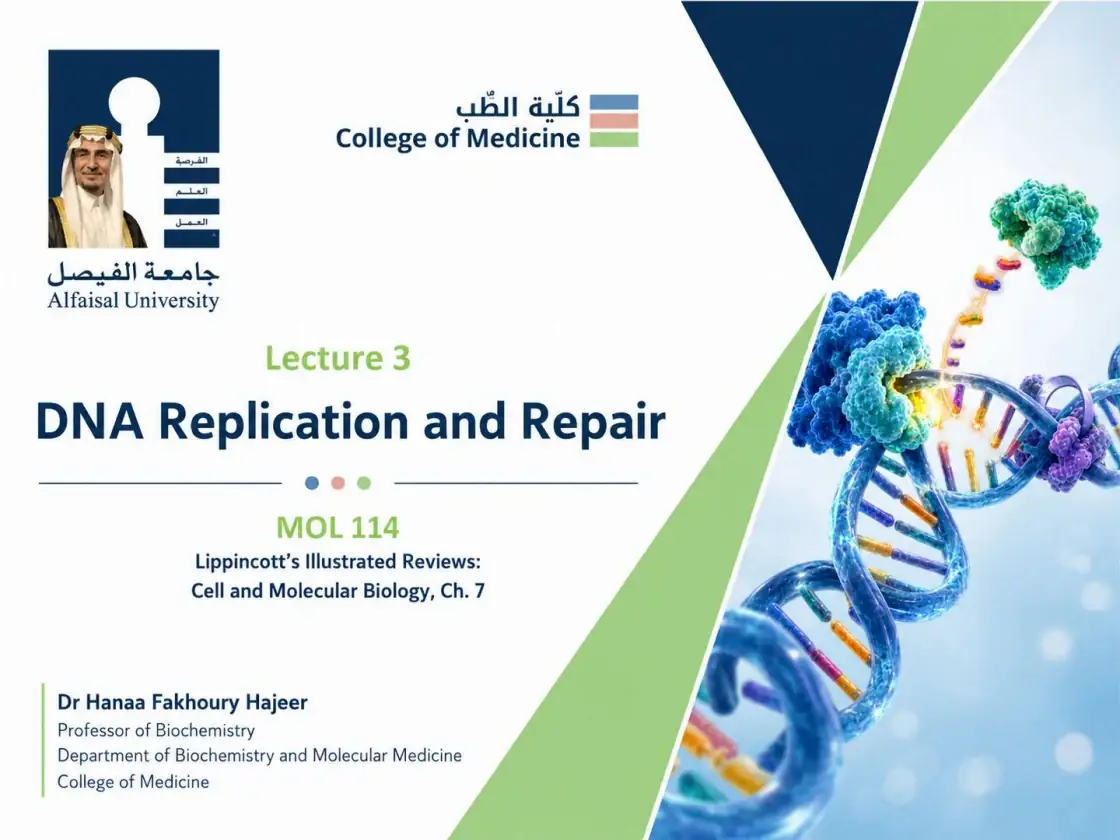 كلّية الطّب
College of Medicine
الفرصة
العلم
العمل
جامعة الفيصل
Alfaisal University
Lecture 3
DNA Replication and Repair
MOL 114
Lippincott’s Illustrated Reviews:
Cell and Molecular Biology, Ch. 7
Dr Hanaa Fakhoury Hajeer
Professor of Biochemistry
Department of Biochemistry and Molecular Medicine
College of Medicine